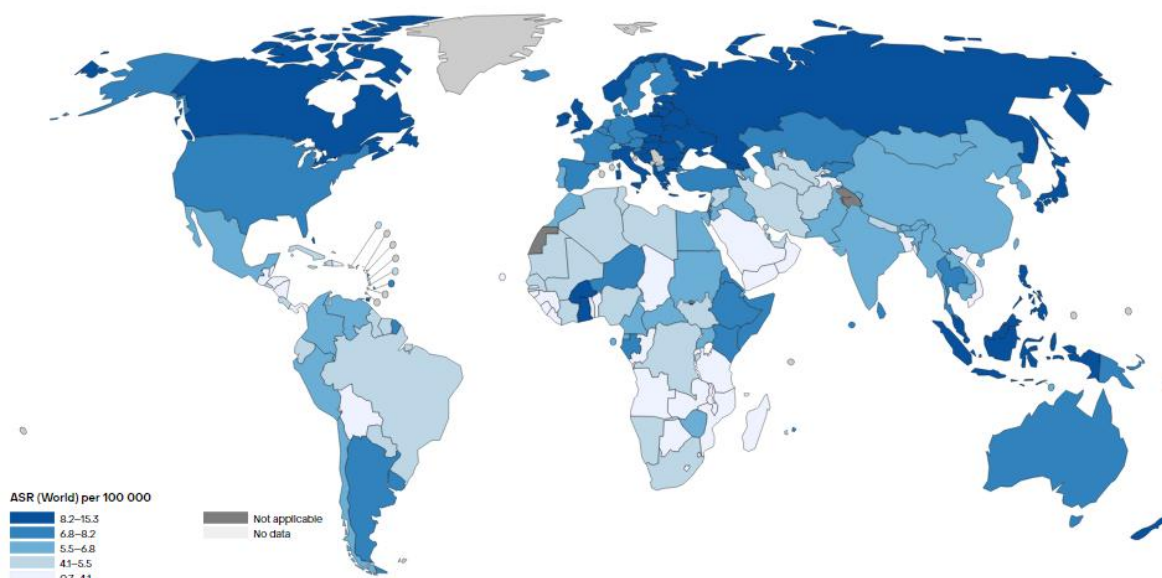 ASR (World) per 100 000
8.2–15.3
6.8–8.2
5.5–6.8
4.1–5.5
Not applicable
No data